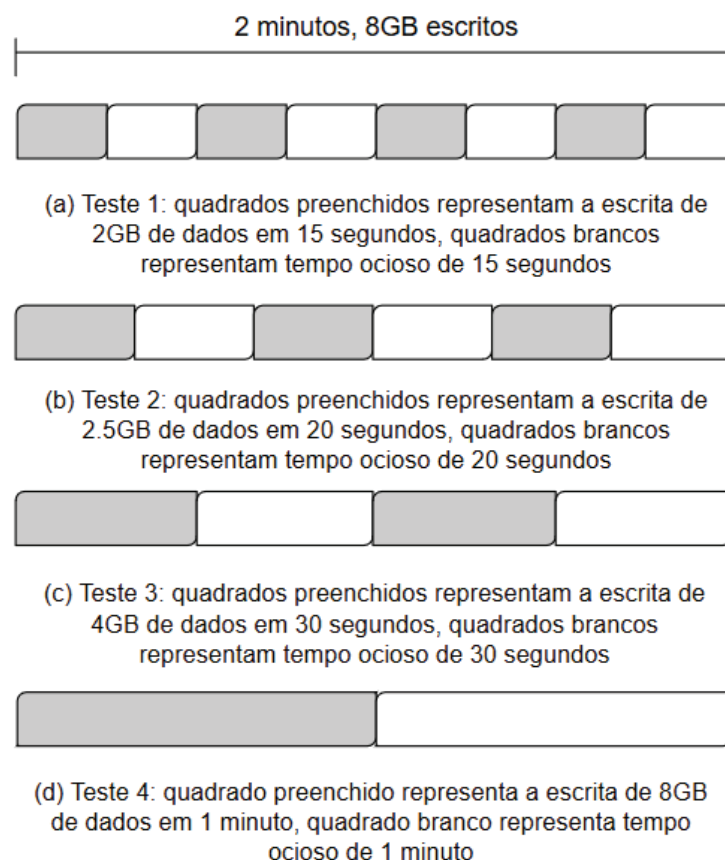 2 minutos, 8GB escritos
(a) Teste 1: quadrados preenchidos representam a escrita de
2GB de dados em 15 segundos, quadrados brancos
representam tempo ocioso de 15 segundos
(b) Teste 2: quadrados preenchidos representam a escrita de
2.5GB de dados em 20 segundos, quadrados brancos
representam tempo ocioso de 20 segundos
(c) Teste 3: quadrados preenchidos representam a escrita de
4GB de dados em 30 segundos, quadrados brancos
representam tempo ocioso de 30 segundos
(d) Teste 4: quadrado preenchido representa a escrita de 8GB
de dados em 1 minuto, quadrado branco representa tempo
ocioso de 1 minuto